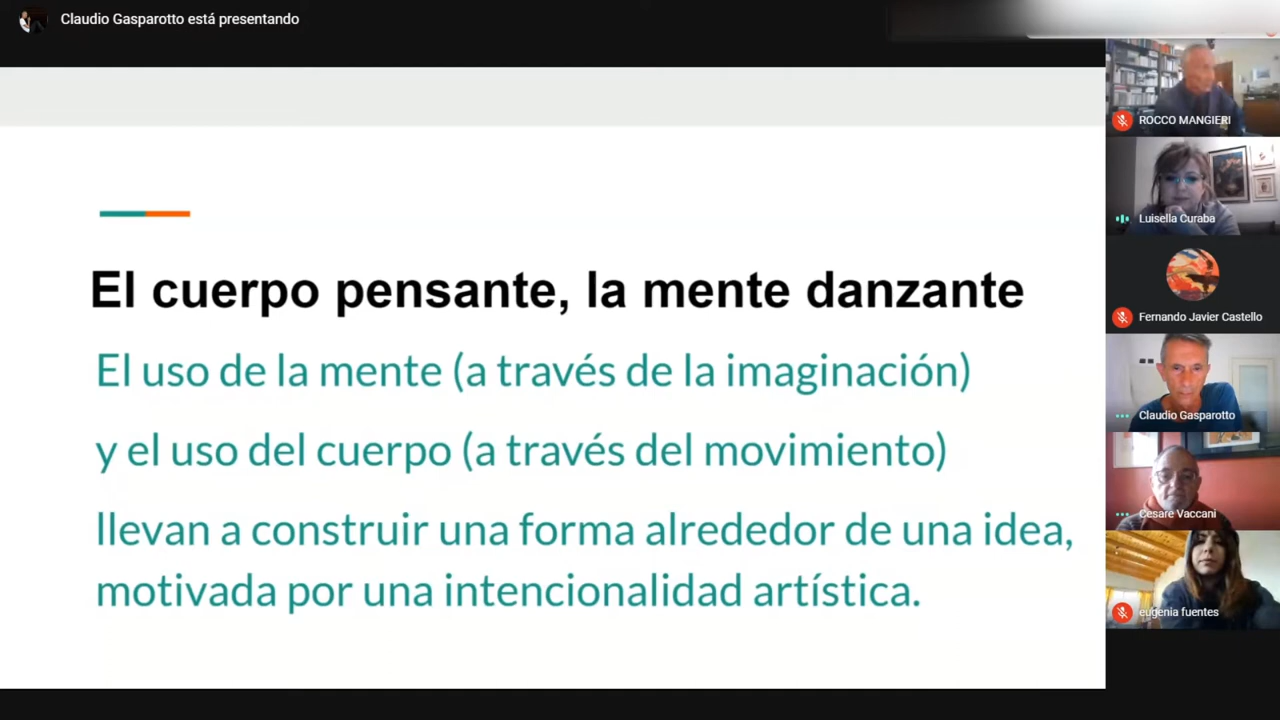 Claudio Gasparotto está presentando
El cuerpo pensante, la mente danzante
El uso de la mente (a través de la imaginación)
y el uso del cuerpo (a través del movimiento)
llevan a construir una forma alrededor de una idea,
motivada por una intencionalidad artística.
ROCCO MANGIERI
Luisella Curaba
Fernando Javier Castello
Claudio Gasparotto
Cesare Vaccani
eugenia fuentes